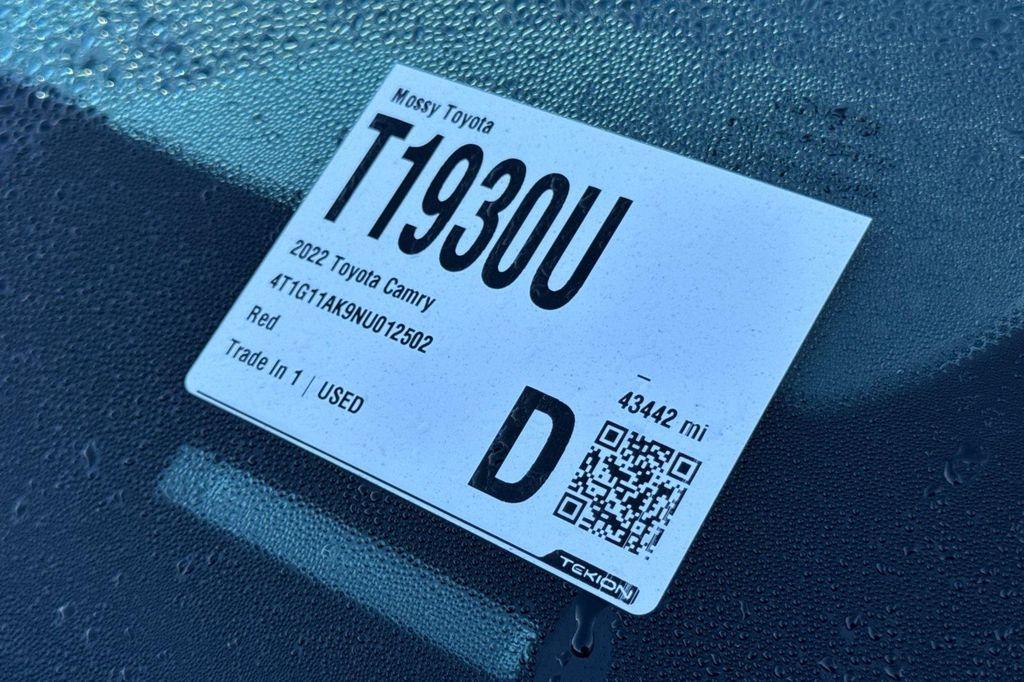 Mossy Toyota
T1930U
2022 Toyota Camry
4T1G11AK9NU012502
Red
Trade In 1 | USED
D
43442 mi
TEKION